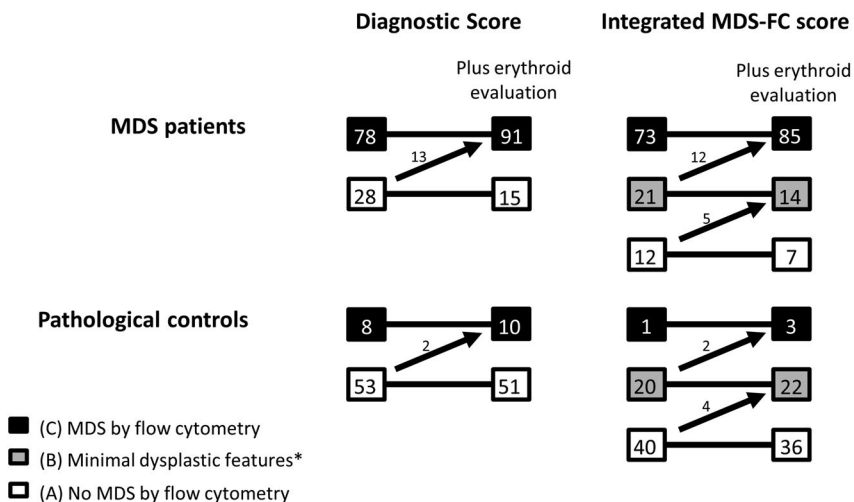 Diagnostic Score Integrated MDS-FC score
Plus erythroid
evaluation
Plus erythroid
evaluation
MDS patients
78 91 73 85
13 12
28 15 21 14
5
12 7
Pathological controls
8 10 1 3
2 2
53 51 20 22
4
40 36
(C) MDS by flow cytometry
(B) Minimal dysplastic features*
(A) No MDS by flow cytometry